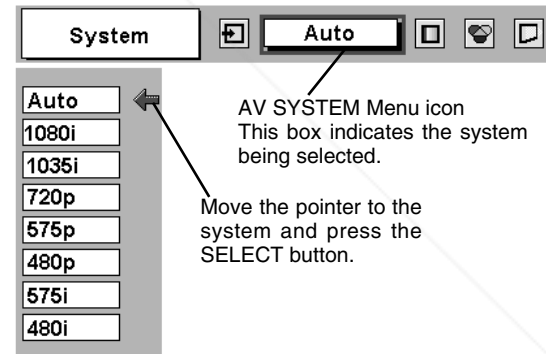 System
Auto
AV SYSTEM Menu icon
This box indicates the system
being selected.
Auto
1080i
1035i
720p
575p
480p
575i
480i
Move the pointer to the
system and press the
SELECT button.